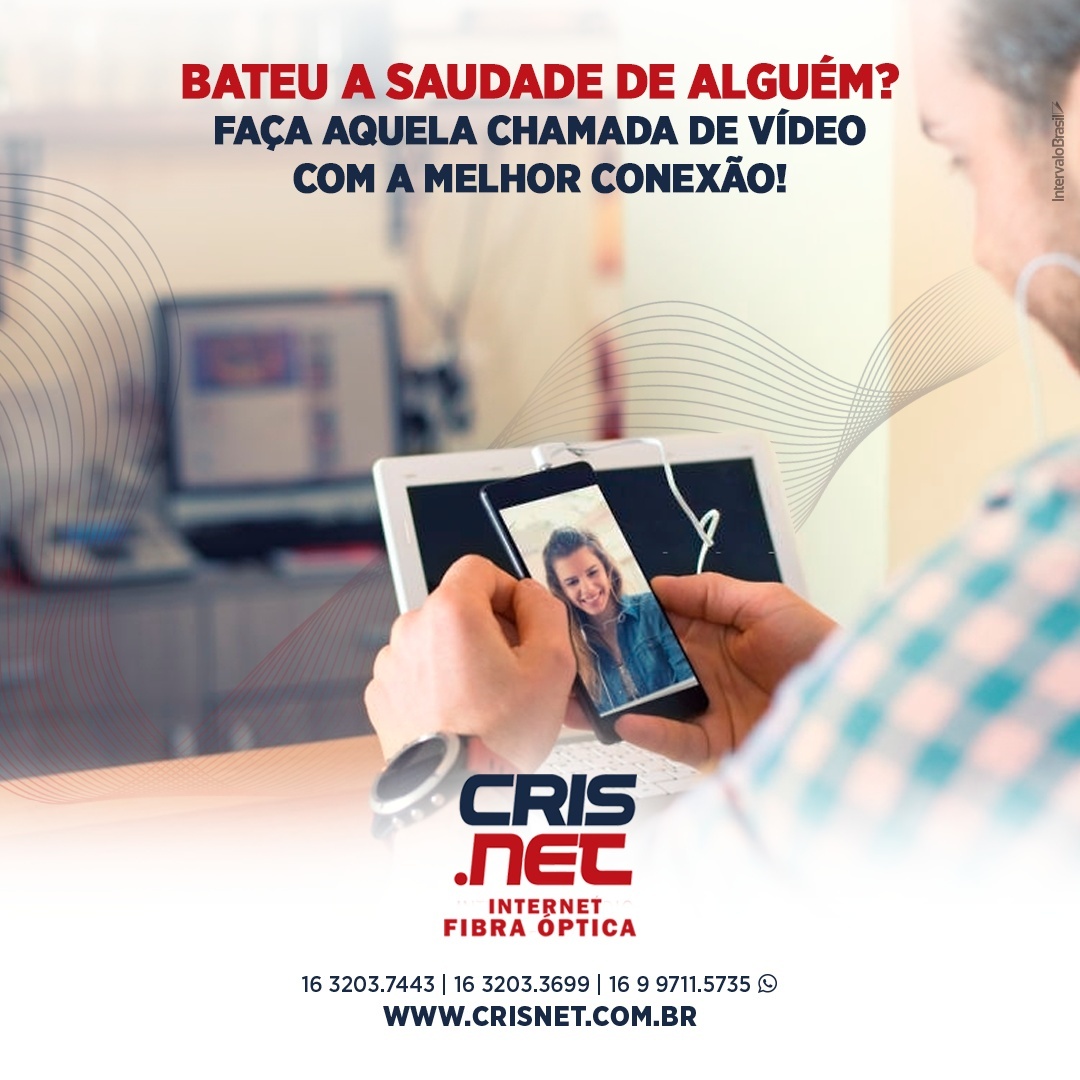 BATEU A SAUDADE DE ALGUÉM?
FAÇA AQUELA CHAMADA DE VÍDEO
COM A MELHOR CONEXÃO!
IntervaloBrasil
CRIS
.NET
INTERNET
FIBRA ÓPTICA
16 3203.7443 | 16 3203.3699 | 16 9 9711.5735
WWW.CRISNET.COM.BR